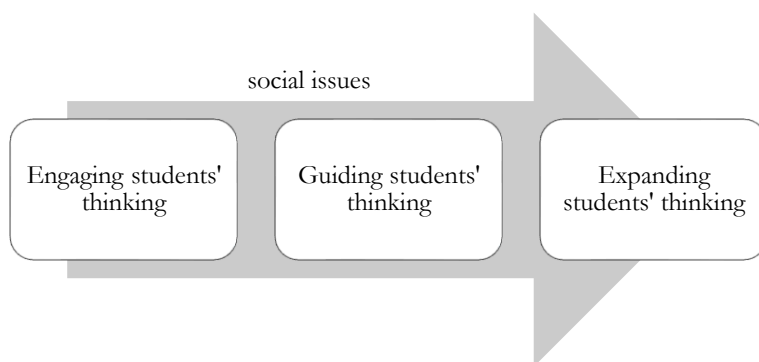 social issues
Engaging students'
thinking
Guiding students'
thinking
Expanding
students' thinking